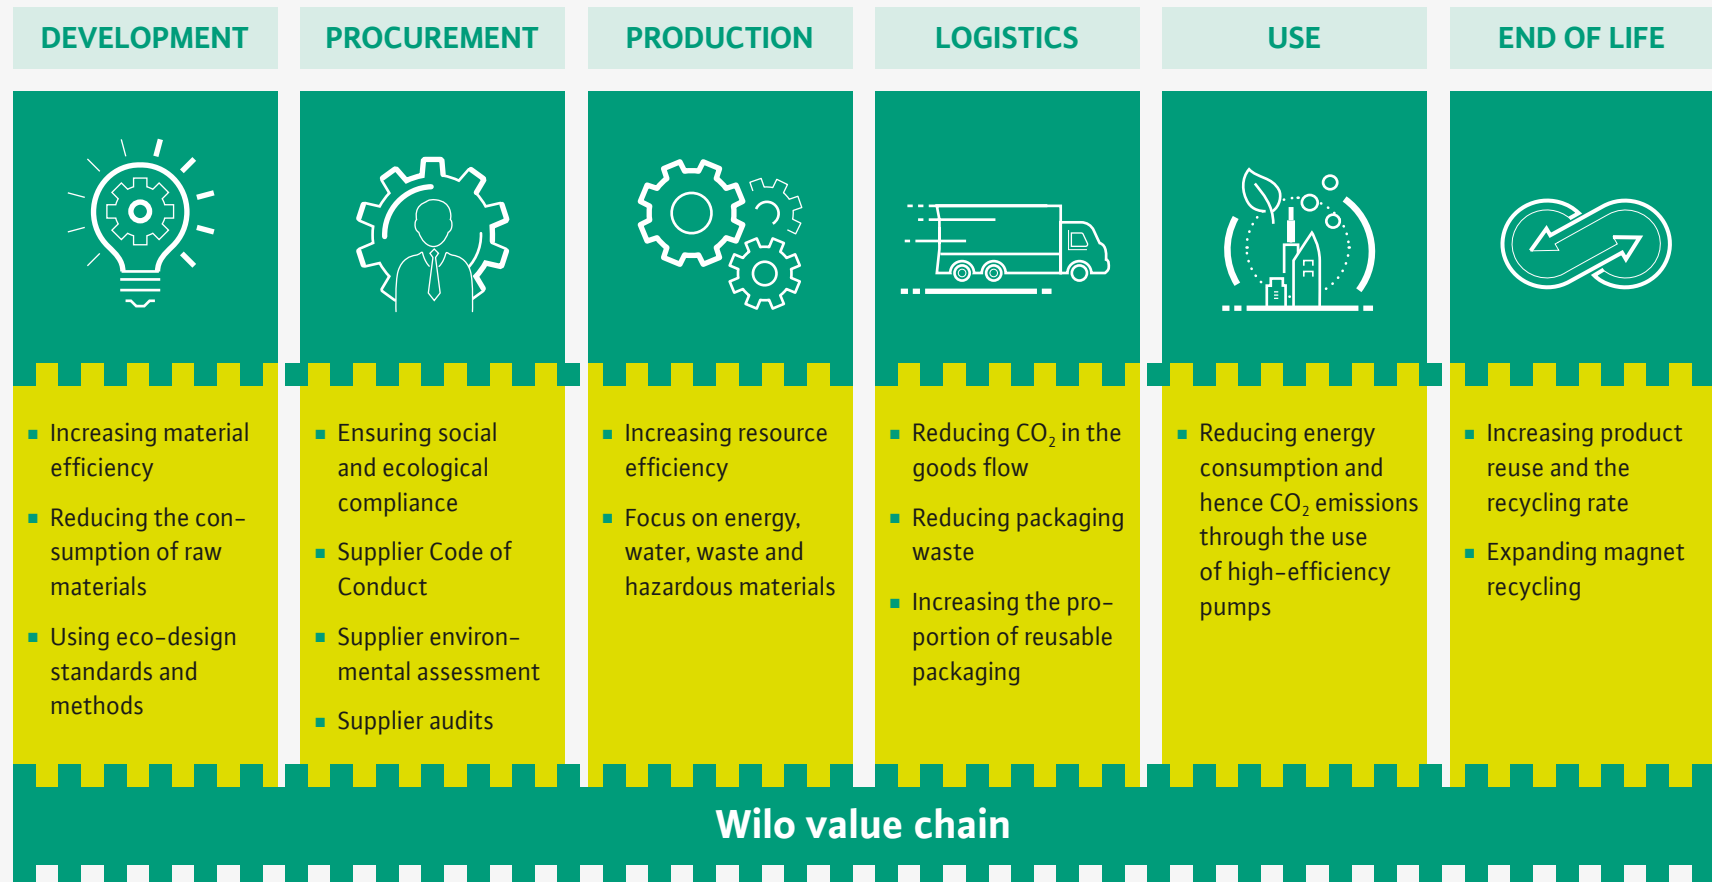 DEVELOPMENT
PROCUREMENT
PRODUCTION
LOGISTICS
USE
END OF LIFE
▪ Increasing material
efficiency
▪ Reducing the con–
sumption of raw
materials
▪ Using eco–design
standards and
methods
▪ Ensuring social
and ecological
compliance
▪ Supplier Code of
Conduct
▪ Supplier environ–
mental assessment
▪ Supplier audits
▪ Increasing resource
efficiency
▪ Focus on energy,
water, waste and
hazardous materials
▪ Reducing CO₂ in the
goods flow
▪ Reducing packaging
waste
▪ Increasing the pro–
portion of reusable
packaging
▪ Reducing energy
consumption and
hence CO₂ emissions
through the use
of high–efficiency
pumps
▪ Increasing product
reuse and the
recycling rate
▪ Expanding magnet
recycling
Wilo value chain